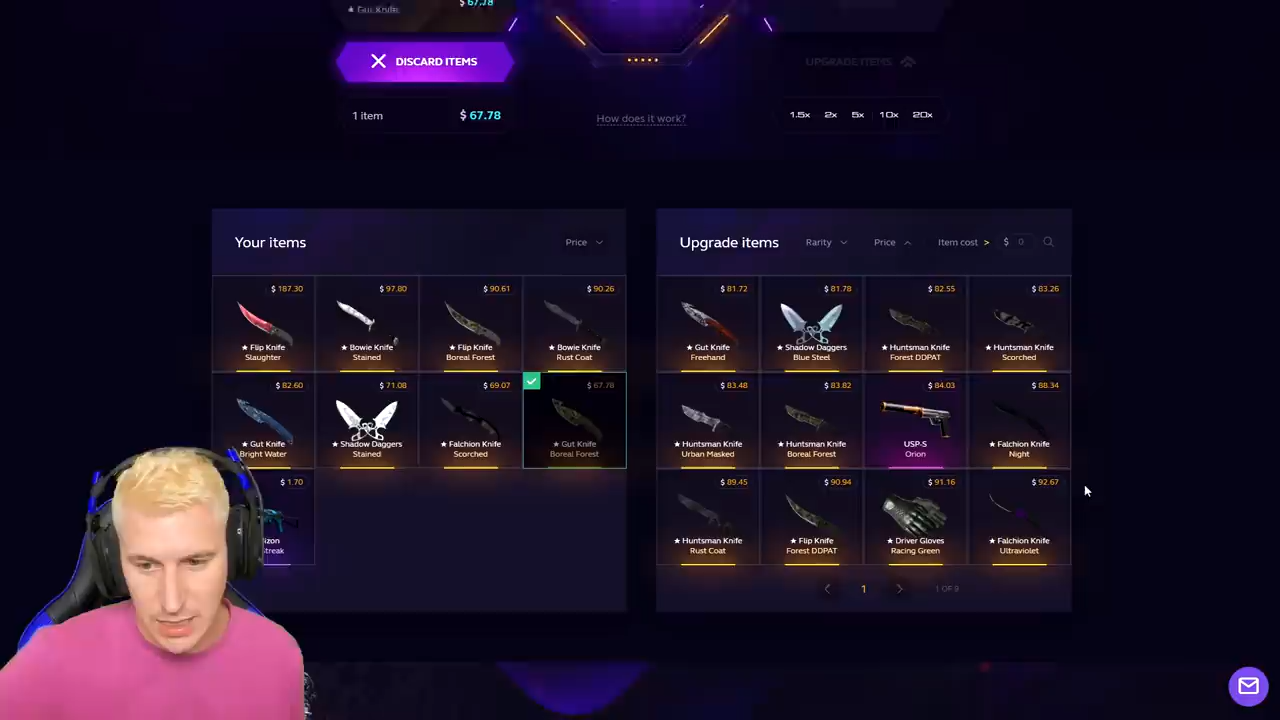 ★ Gut Knife
$ 67.78
DISCARD ITEMS
UPGRADE ITEMS
1 item
$ 67.78
How does it work?
1.5x 2x 5x 10x 20x
Your items
Price
$ 187.30
★ Flip Knife
Slaughter
$ 97.80
★ Bowie Knife
Stained
$ 90.61
★ Flip Knife
Boreal Forest
$ 90.26
★ Bowie Knife
Rust Coat
$ 82.60
★ Gut Knife
Bright Water
$ 71.08
★ Shadow Daggers
Stained
$ 69.07
★ Falchion Knife
Scorched
$ 67.78
★ Gut Knife
Boreal Forest
$ 1.70
Upgrade items
Rarity
Price
Item cost > $ 0
$ 81.72
★ Gut Knife
Freehand
$ 81.78
★ Shadow Daggers
Blue Steel
$ 82.55
★ Huntsman Knife
Forest DDPAT
$ 83.26
★ Huntsman Knife
Scorched
$ 83.48
★ Huntsman Knife
Urban Masked
$ 83.82
★ Huntsman Knife
Boreal Forest
$ 84.03
USP-S
Orion
$ 88.34
★ Falchion Knife
Night
$ 89.45
★ Huntsman Knife
Rust Coat
$ 90.94
★ Flip Knife
Forest DDPAT
$ 91.16
★ Driver Gloves
Racing Green
$ 92.67
★ Falchion Knife
Ultraviolet
1